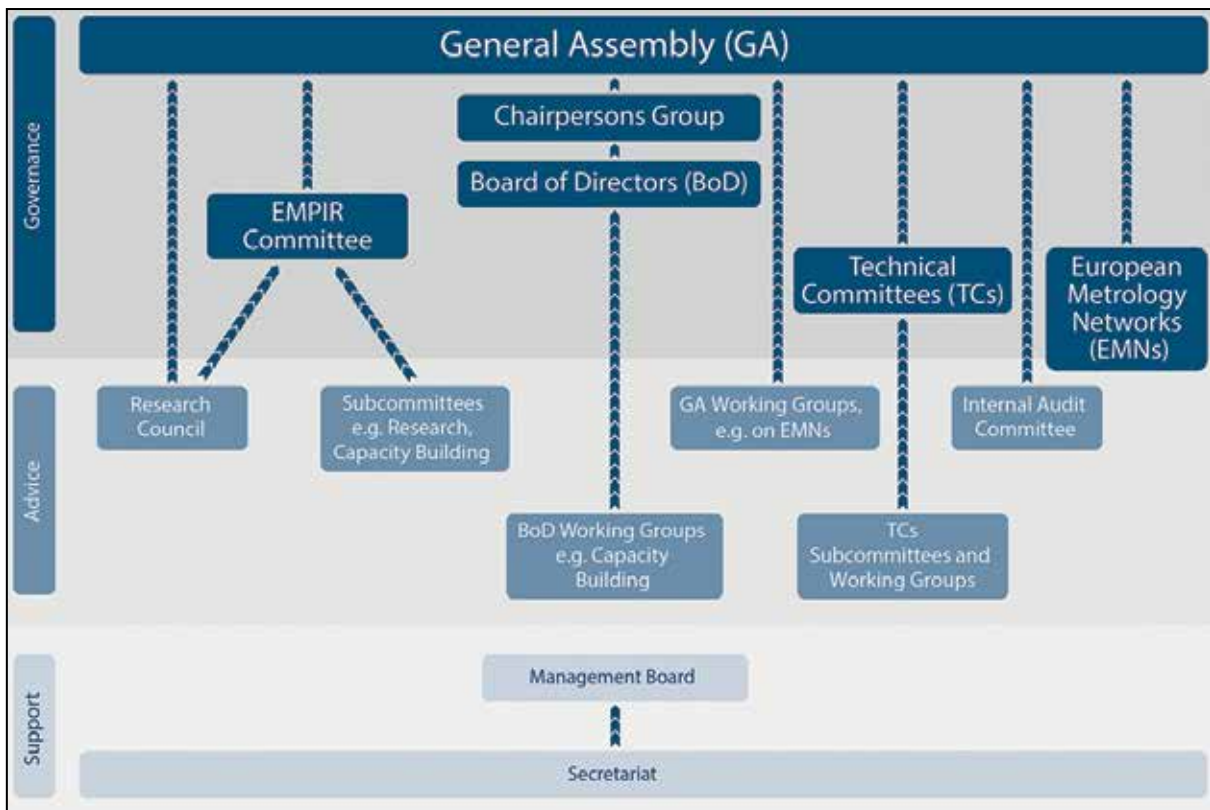 General Assembly (GA)
Governance
Chairpersons Group
Board of Directors (BoD)
EMPIR
Committee
Technical
Committees (TCs)
European
Metrology
Networks
(EMNs)
Advice
Research
Council
Subcommittees
e.g. Research,
Capacity Building
GA Working Groups,
e.g. on EMNs
Internal Audit
Committee
BoD Working Groups
e.g. Capacity
Building
TCs
Subcommittees and
Working Groups
Support
Management Board
Secretariat